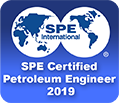 SPE
International
SPE Certified
Petroleum Engineer
2019